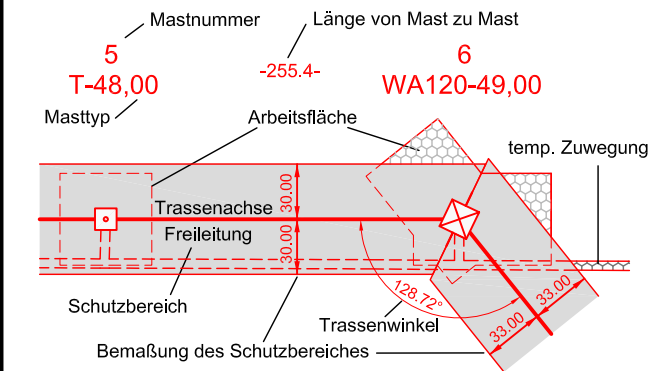 Mastnummer
Länge von Mast zu Mast
5
-255.4-
6
T-48,00
WA120-49,00
Masttyp
Arbeitsfläche
temp. Zuwegung
30.00
Trassenachse
Freileitung
30.00
Schutzbereich
128.72°
Trassenwinkel
33.00
33.00
Bemaßung des Schutzbereiches